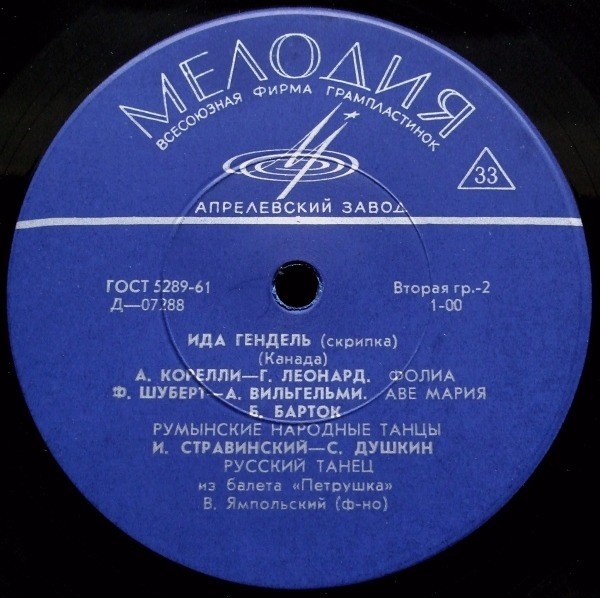 МЕЛОДИЯ
ВСЕСОЮЗНАЯ ФИРМА ГРАМПЛАСТИНОК
33
АПРЕЛЕВСКИЙ ЗАВОД
ГОСТ 5289-61 Вторая гр.-2
Д—07288 1-00
ИДА ГЕНДЕЛЬ (скрипка)
(Канада)
А. КОРЕЛЛИ—Г. ЛЕОНАРД. ФОЛИА
Ф. ШУБЕРТ—А. ВИЛЬГЕЛЬМИ. АВЕ МАРИЯ
Б. БАРТОК
РУМЫНСКИЕ НАРОДНЫЕ ТАНЦЫ
И. СТРАВИНСКИЙ—С. ДУШКИН
РУССКИЙ ТАНЕЦ
из балета «Петрушка»
В. Ямпольский (ф-но)